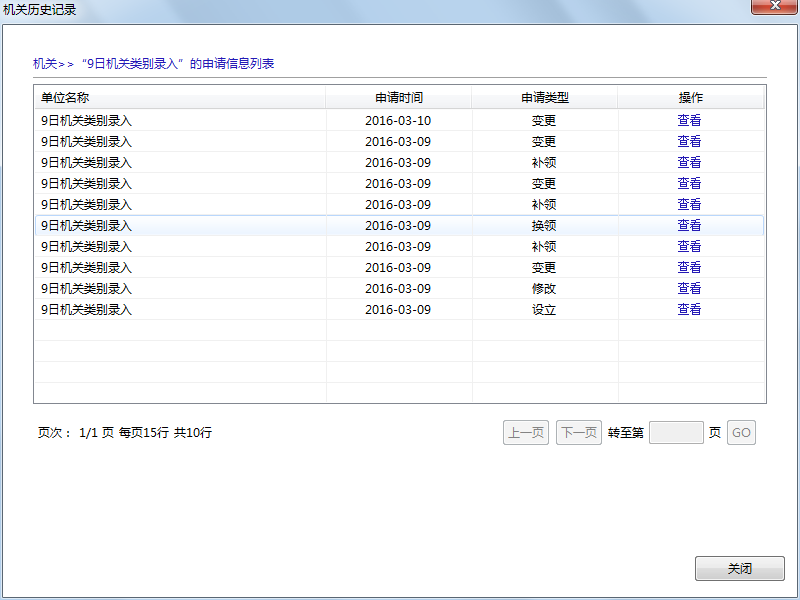 机关历史记录
机关>> “9日机关类别录入”的申请信息列表
单位名称 申请时间 申请类型 操作
9日机关类别录入 2016-03-10 变更 查看
9日机关类别录入 2016-03-09 变更 查看
9日机关类别录入 2016-03-09 补领 查看
9日机关类别录入 2016-03-09 变更 查看
9日机关类别录入 2016-03-09 补领 查看
9日机关类别录入 2016-03-09 换领 查看
9日机关类别录入 2016-03-09 补领 查看
9日机关类别录入 2016-03-09 变更 查看
9日机关类别录入 2016-03-09 修改 查看
9日机关类别录入 2016-03-09 设立 查看
页次： 1/1 页 每页15行 共10行 上一页 下一页 转至第 页 GO
关闭